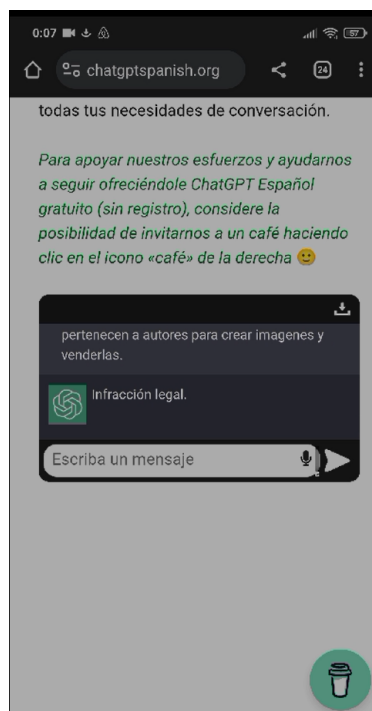 0:07
57
chatgptspanish.org
24
todas tus necesidades de conversación.
Para apoyar nuestros esfuerzos y ayudarnos
a seguir ofreciéndole ChatGPT Español
gratuito (sin registro), considere la
posibilidad de invitarnos a un café haciendo
clic en el icono «café» de la derecha 🙂
pertenecen a autores para crear imagenes y
venderlas.
Infracción legal.
Escriba un mensaje